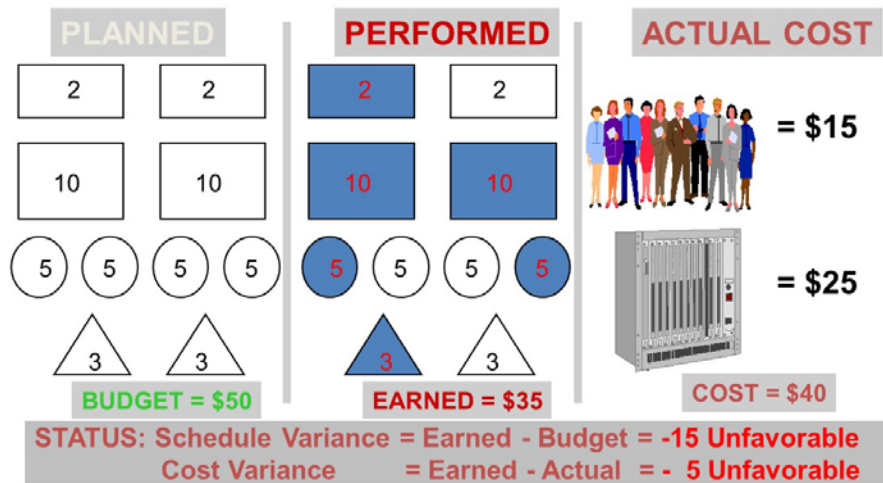 PLANNED
2 2
10 10
5 5 5 5
3 3
BUDGET = $50
PERFORMED
2 2
10 10
5 5 5 5
3 3
EARNED = $35
ACTUAL COST
= $15
= $25
COST = $40
STATUS: Schedule Variance = Earned - Budget = -15 Unfavorable
Cost Variance = Earned - Actual = - 5 Unfavorable